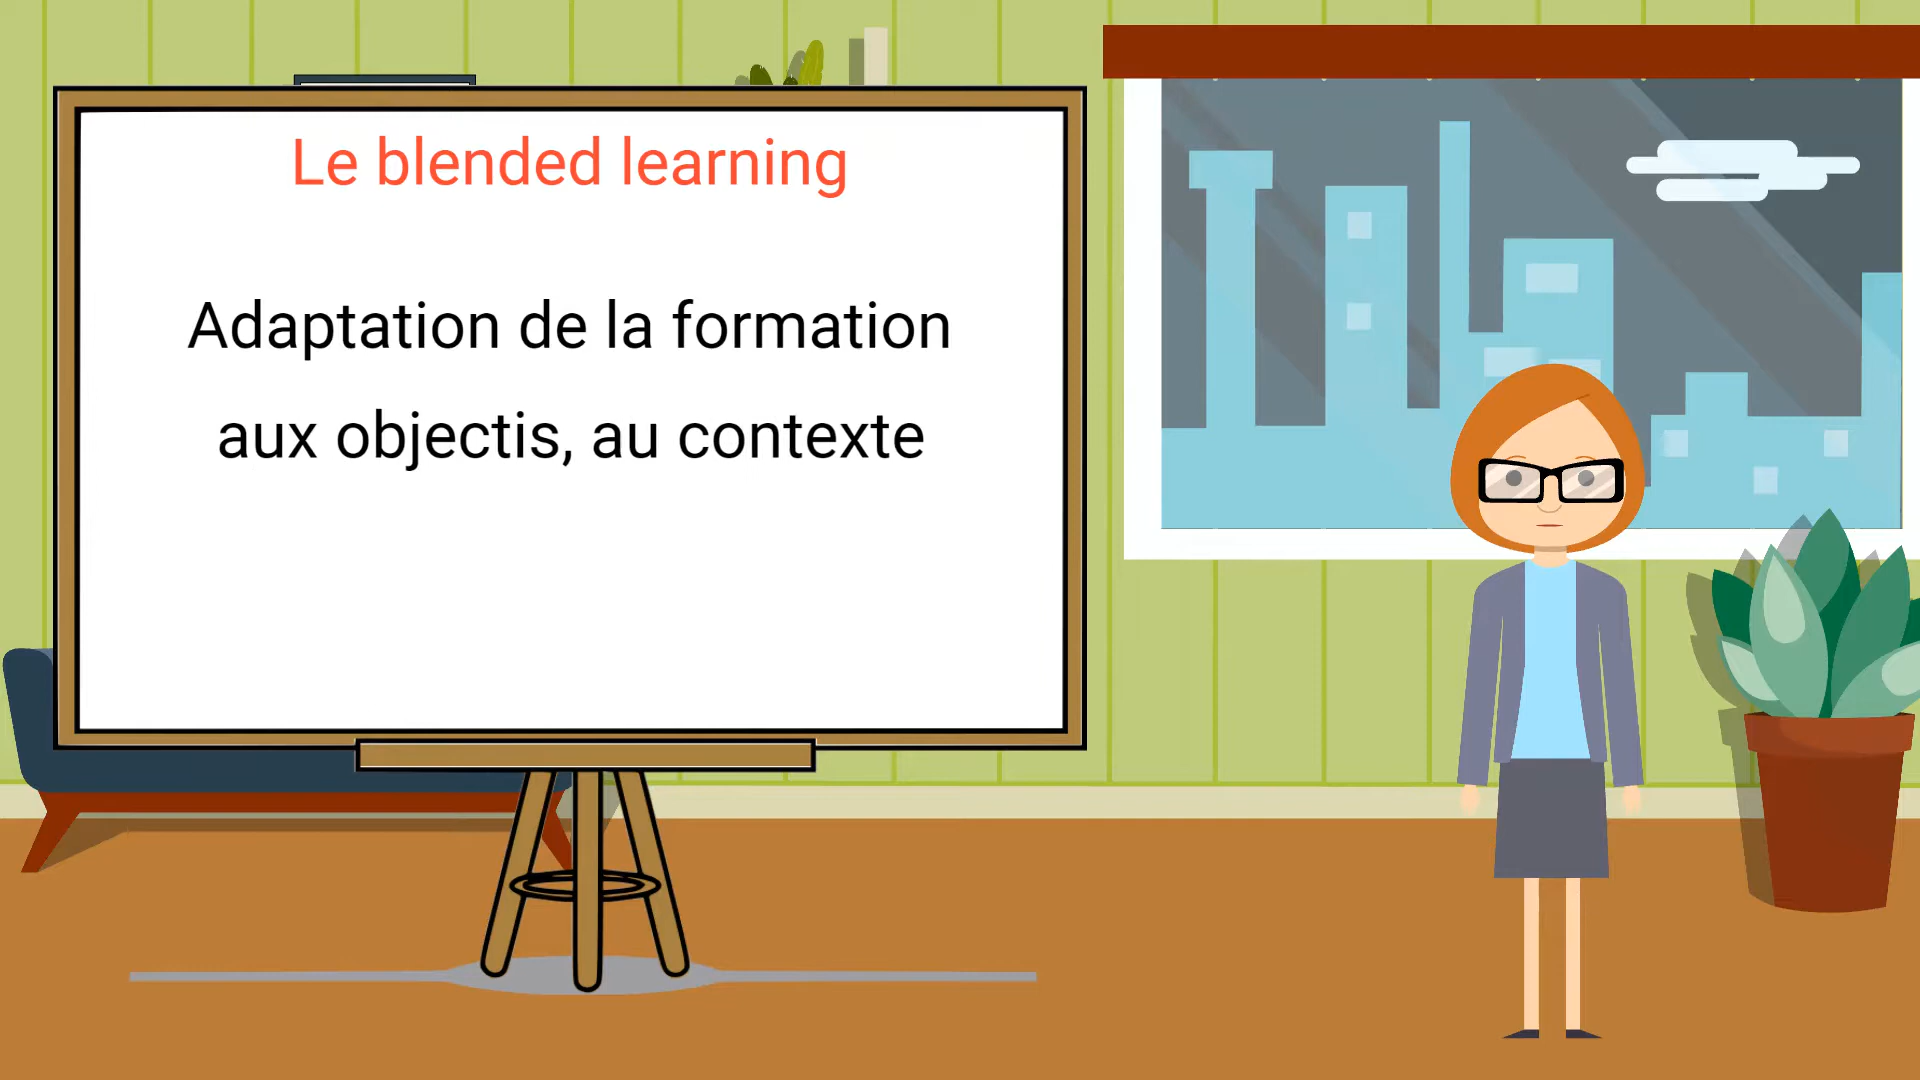 Le blended learning
Adaptation de la formation
aux objectis, au contexte